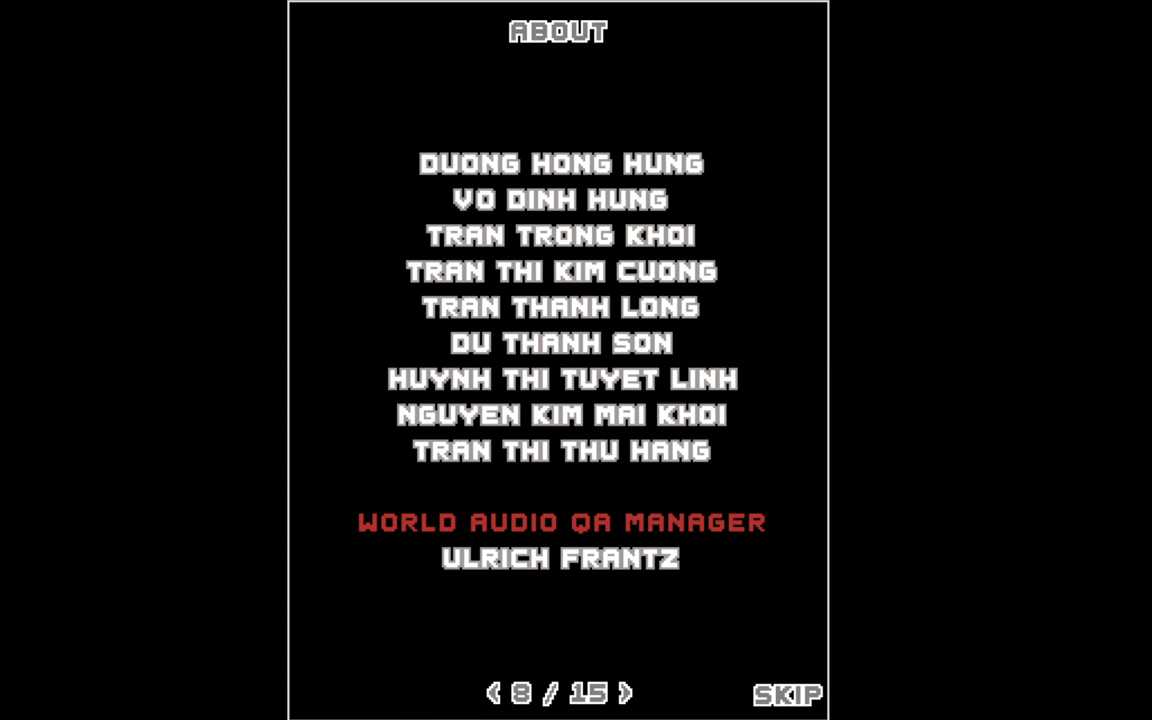 ABOUT
DUONG HONG HUNG
VO DINH HUNG
TRAN TRONG KHOI
TRAN THI KIM CUONG
TRAN THANH LONG
DU THANH SON
HUYNH THI TUYET LINH
NGUYEN KIM MAI KHOI
TRAN THI THU HANG
WORLD AUDIO QA MANAGER
ULRICH FRANTZ
< 8 / 15 >
SKIP